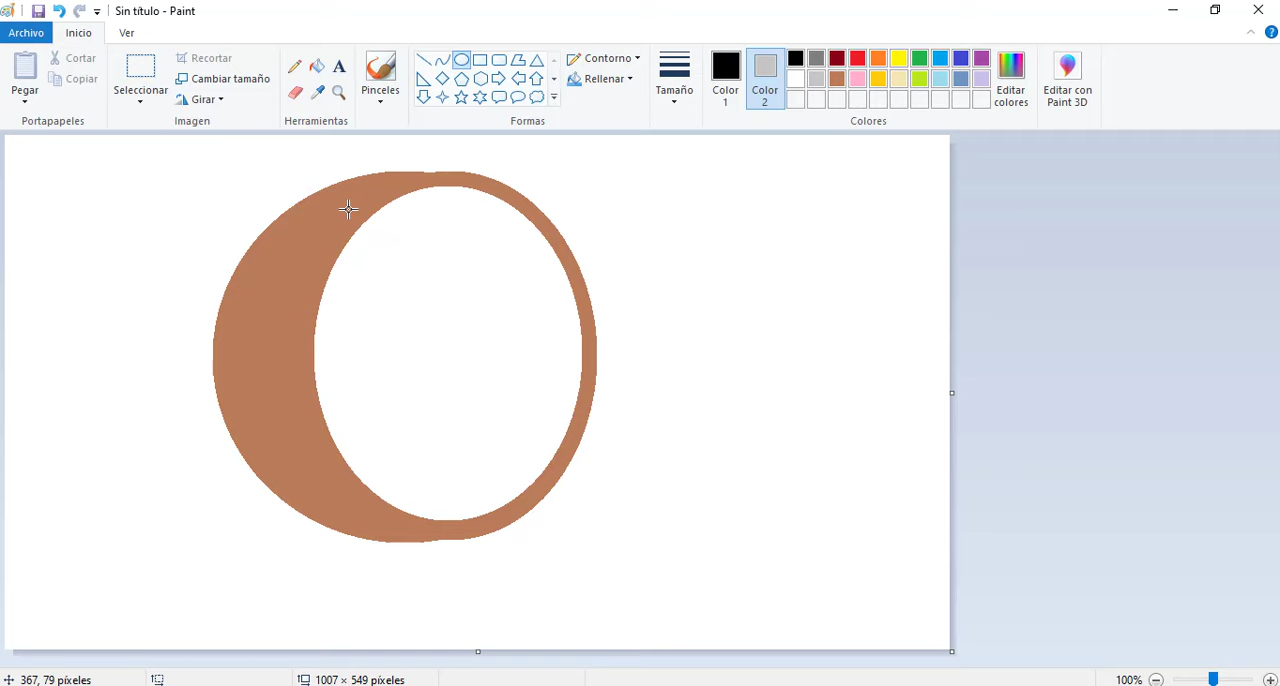 Sin título - Paint
Archivo Inicio Ver
Pegar
Cortar
Copiar
Portapapeles
Seleccionar
Recortar
Cambiar tamaño
Girar
Imagen
A
Herramientas
Pinceles
Contorno
Rellenar
Formas
Tamaño
Color
1
Color
2
Editar
colores
Colores
Editar con
Paint 3D
?
367, 79 píxeles 1007 × 549 píxeles 100%